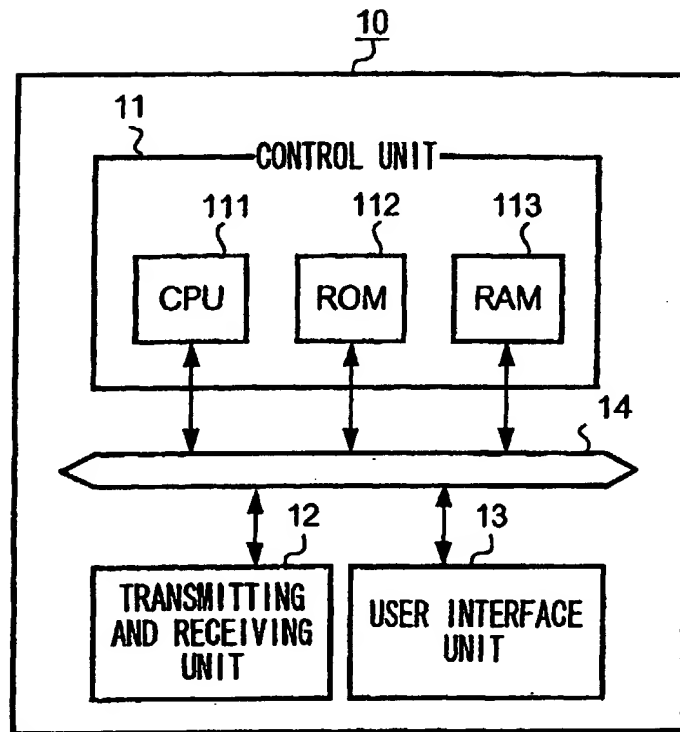 10
11
CONTROL UNIT
111
112
113
CPU
ROM
RAM
14
12
13
TRANSMITTING
AND RECEIVING
UNIT
USER INTERFACE
UNIT